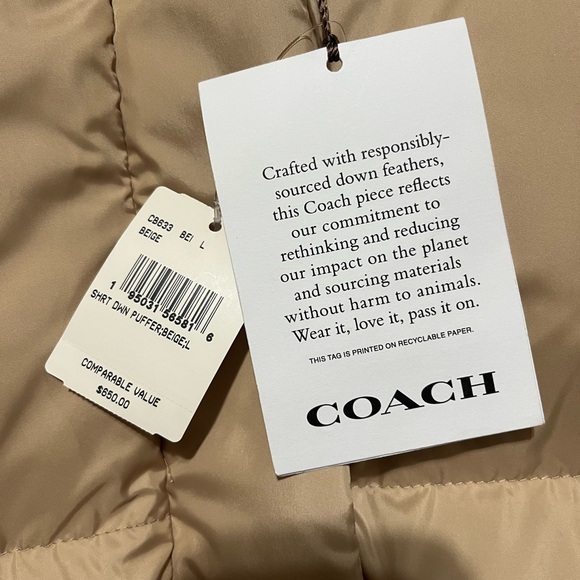 C8633 BEI L
BEIGE
1 95031 56581 6
SHRT DWN PUFFER;BEIGE;L
COMPARABLE VALUE
$650.00
Crafted with responsibly-
sourced down feathers,
this Coach piece reflects
our commitment to
rethinking and reducing
our impact on the planet
and sourcing materials
without harm to animals.
Wear it, love it, pass it on.
THIS TAG IS PRINTED ON RECYCLABLE PAPER.
COACH